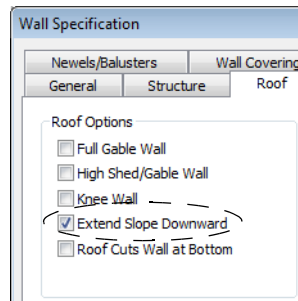 Wall Specification
Newels/Balusters Wall Covering
General Structure Roof
Roof Options
Full Gable Wall
High Shed/Gable Wall
Knee Wall
Extend Slope Downward
Roof Cuts Wall at Bottom